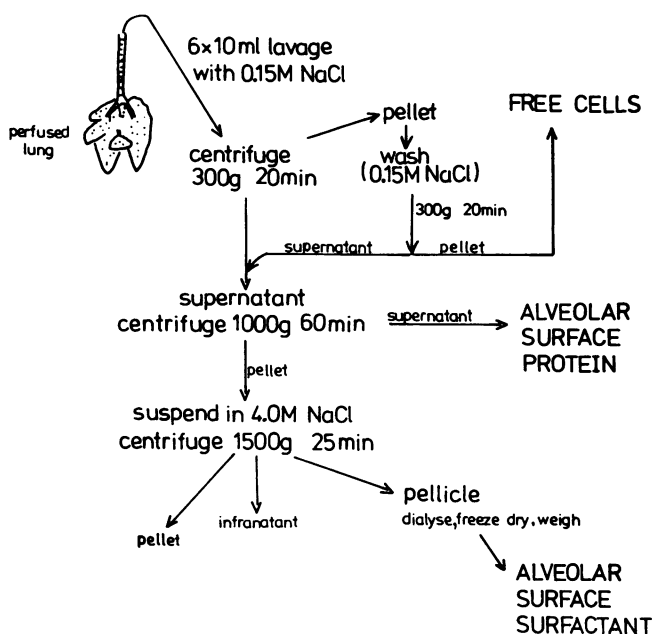 6×10ml lavage
with 0.15M NaCl
perfused
lung
centrifuge
300g 20min
pellet
wash
(0.15M NaCl)
300g 20min
FREE CELLS
supernatant
pellet
supernatant
centrifuge 1000g 60min
supernatant
ALVEOLAR
SURFACE
PROTEIN
pellet
suspend in 4.0M NaCl
centrifuge 1500g 25min
pellet
infranatant
pellicle
dialyse,freeze dry.weigh
ALVEOLAR
SURFACE
SURFACTANT